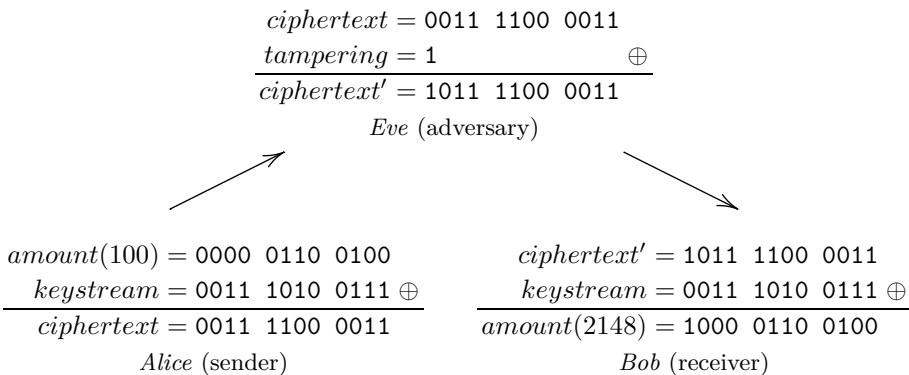 ciphertext = 0011 1100 0011
tampering = 1 ⊕
ciphertext′ = 1011 1100 0011
Eve (adversary)
amount(100) = 0000 0110 0100
keystream = 0011 1010 0111 ⊕
ciphertext = 0011 1100 0011
Alice (sender)
ciphertext′ = 1011 1100 0011
keystream = 0011 1010 0111 ⊕
amount(2148) = 1000 0110 0100
Bob (receiver)